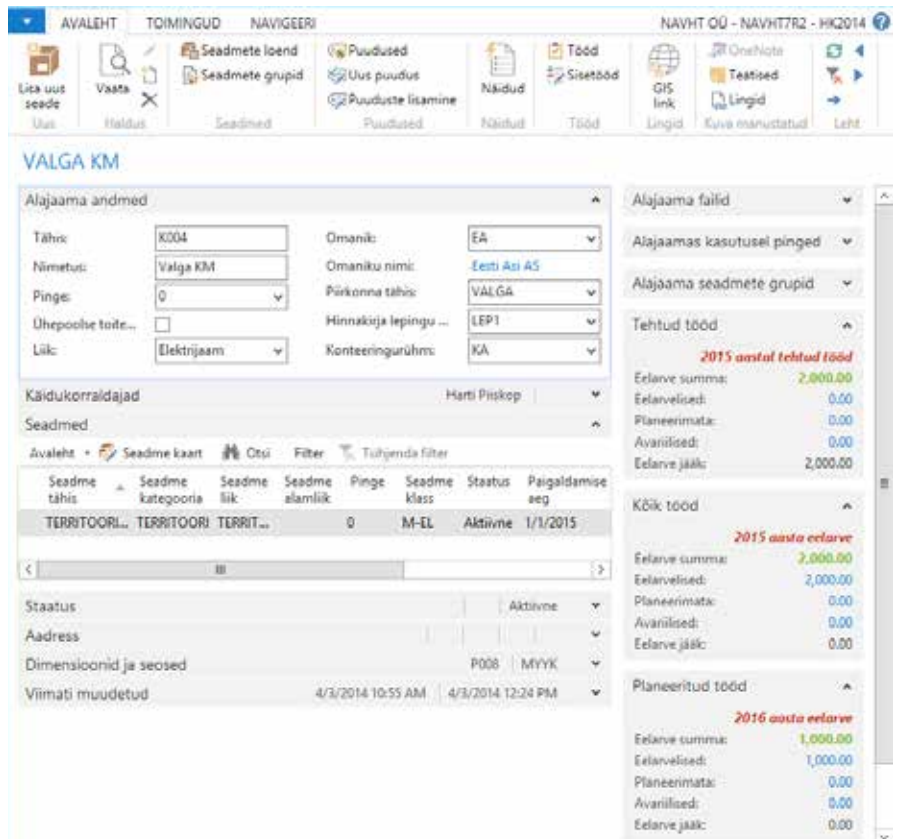 AVALEHT TOIMINGUD NAVIGEERI NAVHT OÜ - NAVHT7R2 - HK2014
Lisa uus seade
Vaata
Seadmete loend
Seadmete grupid
Puudused
Uus puudus
Puuduste lisamine
Näidud
Tööd
Sisetööd
GIS link
OneNote
Teatised
Lingid
Uus Haldus Seadmed Puudused Näidud Tööd Lingid Kuva manustatud Leht
VALGA KM
Alajaama andmed
Tähis: K004
Nimetus: Valga KM
Pinge: 0
Ühepoolse toite...
Liik: Elektrijaam
Omanik: EA
Omaniku nimi: Eesti Asi AS
Piirkonna tähis: VALGA
Hinnakirja lepingu ... LEP1
Konteeringurühm: KA
Käidukorraldajad Harti Piiskop
Seadmed
Avaleht Seadme kaart Otsi Filter Tühjenda filter
Seadme tähis Seadme kategooria Seadme liik Seadme alamliik Pinge Seadme klass Staatus Paigaldamise aeg
TERRITOORI... TERRITOORI TERRIT... 0 M-EL Aktiivne 1/1/2015
Staatus Aktiivne
Aadress
Dimensioonid ja seosed P008 MYYK
Viimati muudetud 4/3/2014 10:55 AM 4/3/2014 12:24 PM
Alajaama failid
Alajaamas kasutusel pinged
Alajaama seadmete grupid
Tehtud tööd
2015 aastal tehtud tööd
Eelarve summa: 2,000.00
Eelarvelised: 0.00
Planeerimata: 0.00
Avariilised: 0.00
Eelarve jääk: 2,000.00
Kõik tööd
2015 aasta eelarve
Eelarve summa: 2,000.00
Eelarvelised: 2,000.00
Planeerimata: 0.00
Avariilised: 0.00
Eelarve jääk: 0.00
Planeeritud tööd
2016 aasta eelarve
Eelarve summa: 1,000.00
Eelarvelised: 1,000.00
Planeerimata: 0.00
Avariilised: 0.00
Eelarve jääk: 0.00